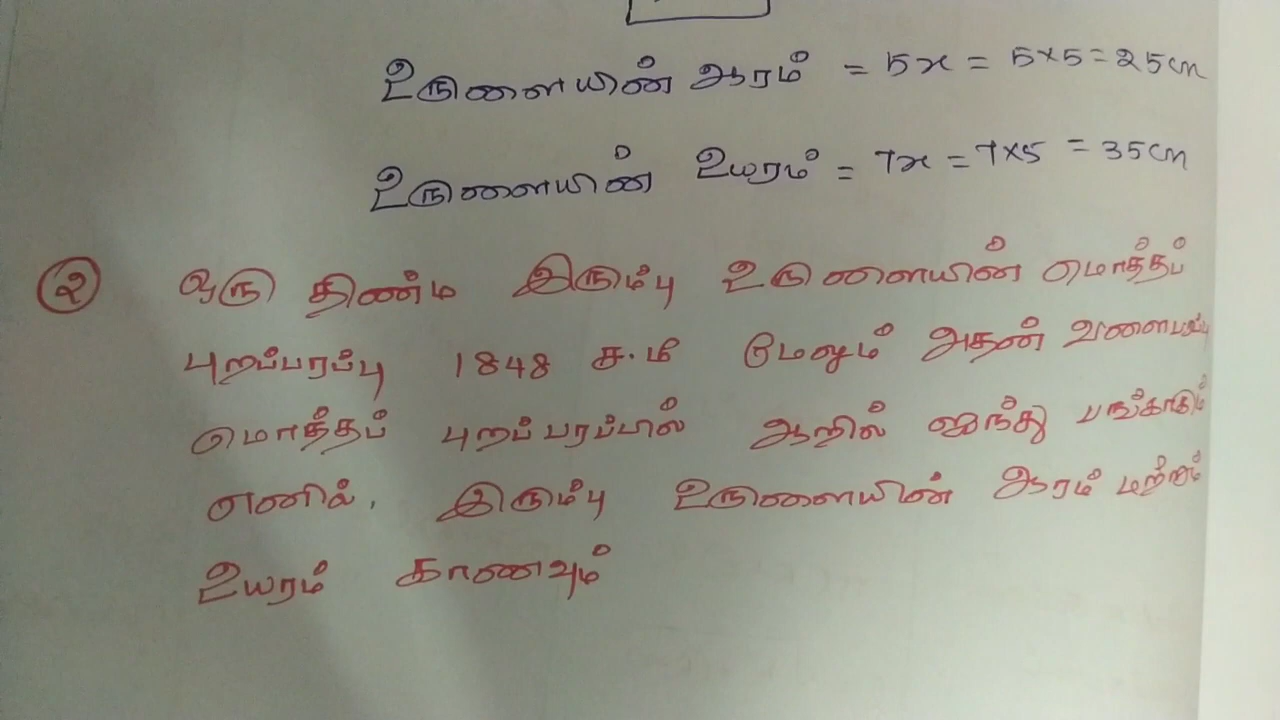 உருளையின் ஆரம் = 5x = 5×5 = 25cm
உருளையின் உயரம் = 7x = 7×5 = 35cm
② ஒரு திண்ம இரும்பு உருளையின் மொத்தப்
புறப்பரப்பு 1848 ச.மீ மேலும் அதன் வளைபரப்பு
மொத்தப் புறப்பரப்பில் ஆறில் ஐந்து பங்காகும்
எனில், இரும்பு உருளையின் ஆரம் மற்றும்
உயரம் காணவும்